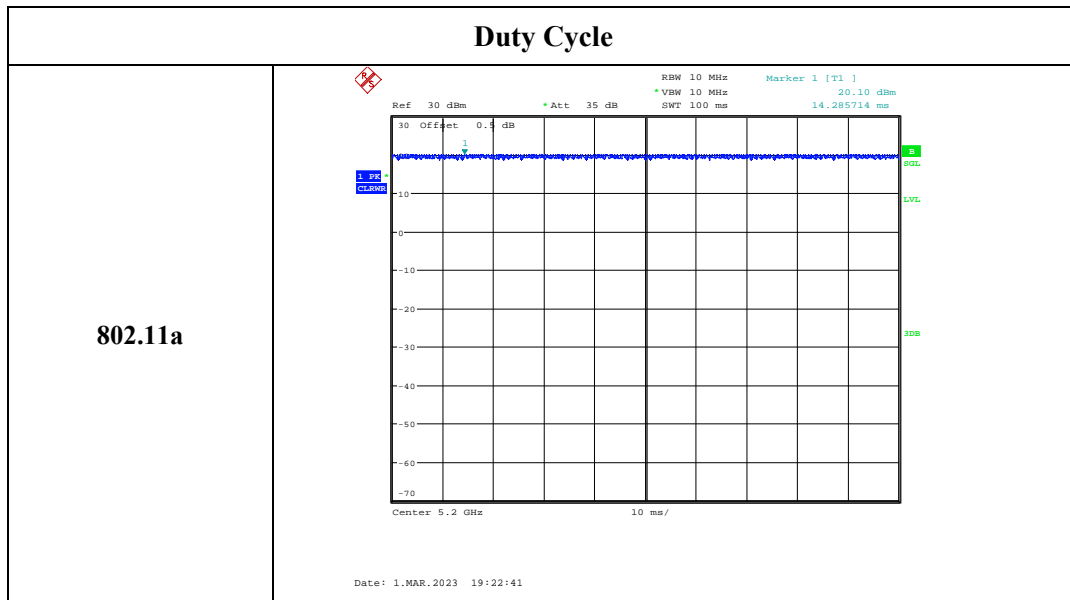 Duty Cycle
802.11a
R S
RBW 10 MHz Marker 1 [T1 ]
*VBW 10 MHz 20.10 dBm
Ref 30 dBm *Att 35 dB SWT 100 ms 14.285714 ms
30 Offset 0.5 dB
1
B
SGL
1 PK *
CLRWR
10
LVL
0
-10
-20
3DB
-30
-40
-50
-60
-70
Center 5.2 GHz 10 ms/
Date: 1.MAR.2023 19:22:41